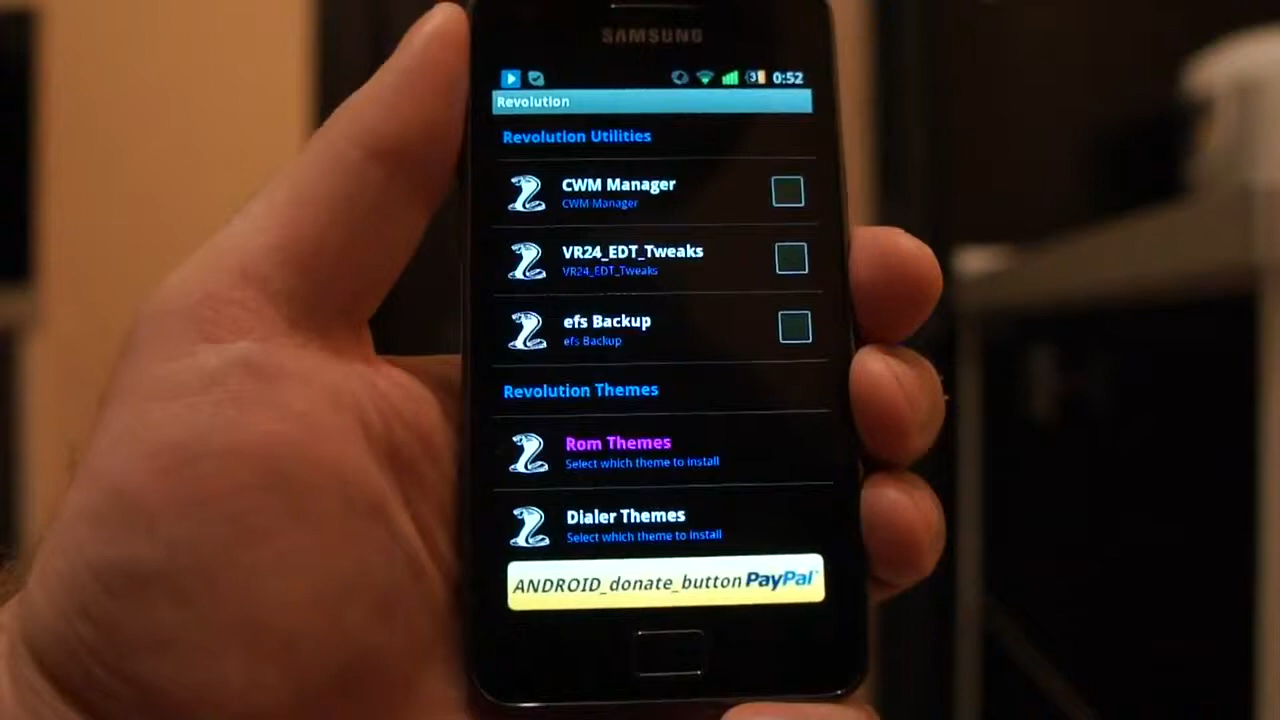 SAMSUNG
0:52
Revolution
Revolution Utilities
CWM Manager
CWM Manager
VR24_EDT_Tweaks
VR24_EDT_Tweaks
efs Backup
efs Backup
Revolution Themes
Rom Themes
Select which theme to install
Dialer Themes
Select which theme to install
ANDROID_donate_button PayPal